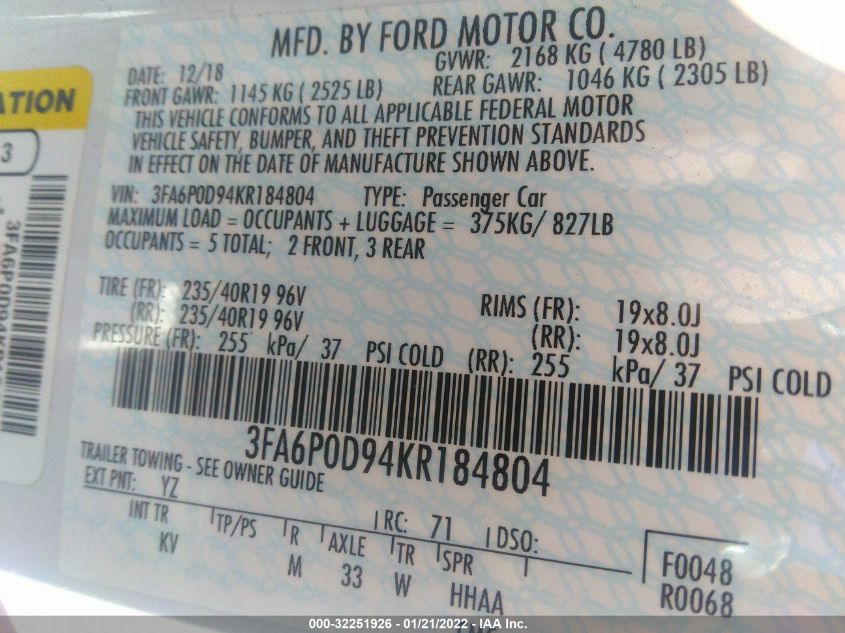 MFD. BY FORD MOTOR CO.
DATE: 12/18 GVWR: 2168 KG ( 4780 LB)
FRONT GAWR: 1145 KG ( 2525 LB) REAR GAWR: 1046 KG ( 2305 LB)
THIS VEHICLE CONFORMS TO ALL APPLICABLE FEDERAL MOTOR
VEHICLE SAFETY, BUMPER, AND THEFT PREVENTION STANDARDS
IN EFFECT ON THE DATE OF MANUFACTURE SHOWN ABOVE.
VIN: 3FA6P0D94KR184804 TYPE: Passenger Car
MAXIMUM LOAD = OCCUPANTS + LUGGAGE = 375KG/ 827LB
OCCUPANTS = 5 TOTAL; 2 FRONT, 3 REAR
TIRE (FR): 235/40R19 96V RIMS (FR): 19x8.0J
(RR): 235/40R19 96V (RR): 19x8.0J
PRESSURE (FR): 255 kPa/ 37 PSI COLD (RR): 255 kPa/ 37 PSI COLD
3FA6P0D94KR184804
TRAILER TOWING - SEE OWNER GUIDE
EXT PNT: YZ RC: 71 DSO:
INT TR TP/PS R AXLE TR SPR F0048
KV M 33 W HHAA R0068
ATION
3
000-32251926 - 01/21/2022 - IAA Inc.